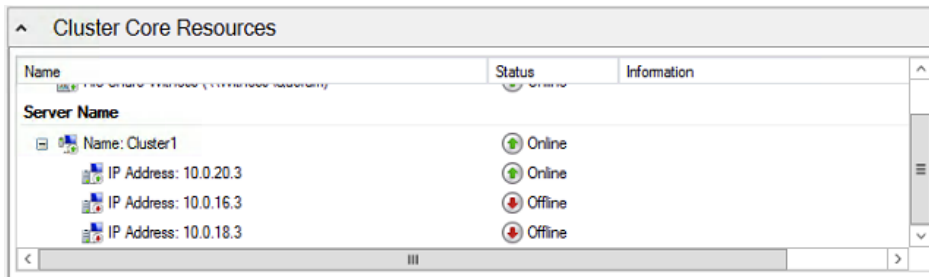 Cluster Core Resources
Name Status Information
Server Name
Name: Cluster1 Online
IP Address: 10.0.20.3 Online
IP Address: 10.0.16.3 Offline
IP Address: 10.0.18.3 Offline